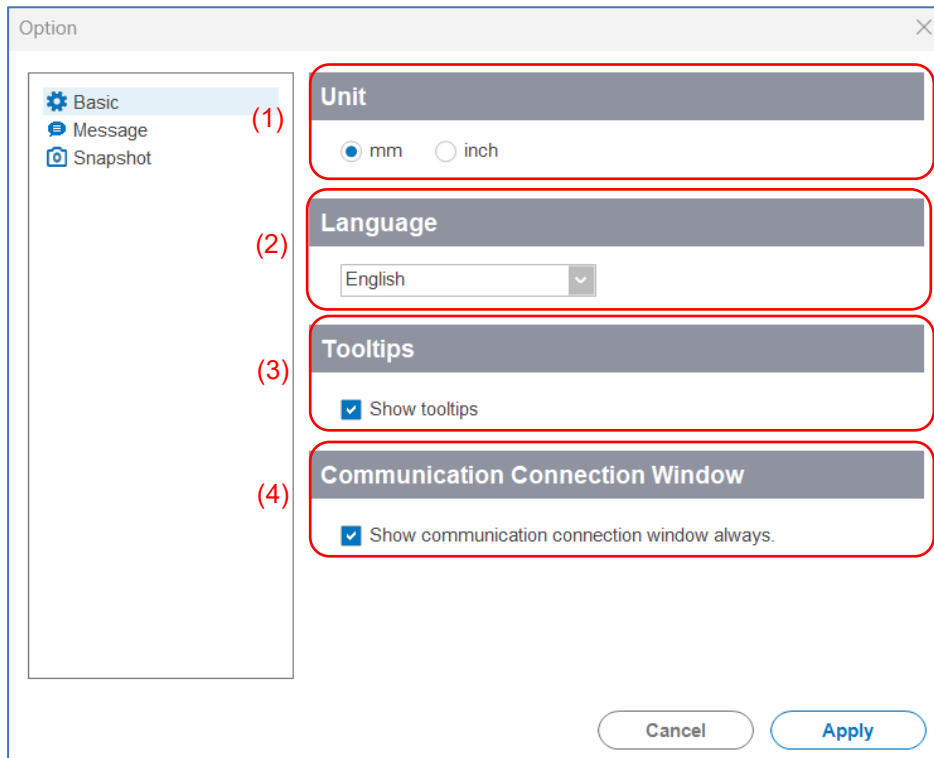 Option
Basic
Message
Snapshot
(1)
Unit
mm inch
(2)
Language
English
(3)
Tooltips
Show tooltips
(4)
Communication Connection Window
Show communication connection window always.
Cancel Apply